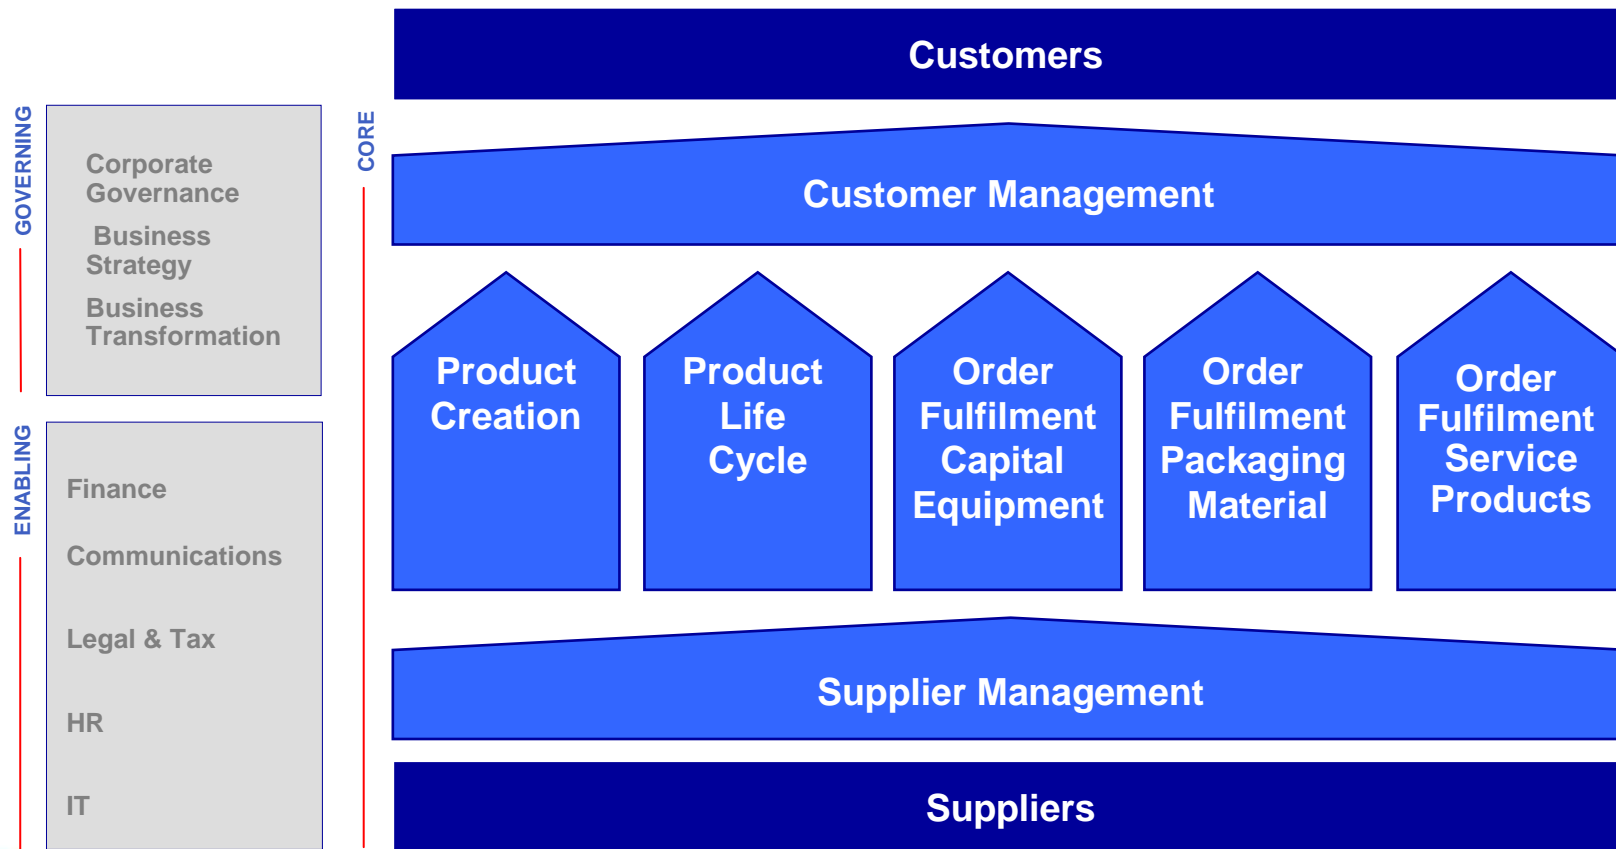 Customers
GOVERNING
Corporate
Governance
Business
Strategy
Business
Transformation
ENABLING
Finance
Communications
Legal & Tax
HR
IT
CORE
Customer Management
Product
Creation
Product
Life
Cycle
Order
Fulfilment
Capital
Equipment
Order
Fulfilment
Packaging
Material
Order
Fulfilment
Service
Products
Supplier Management
Suppliers